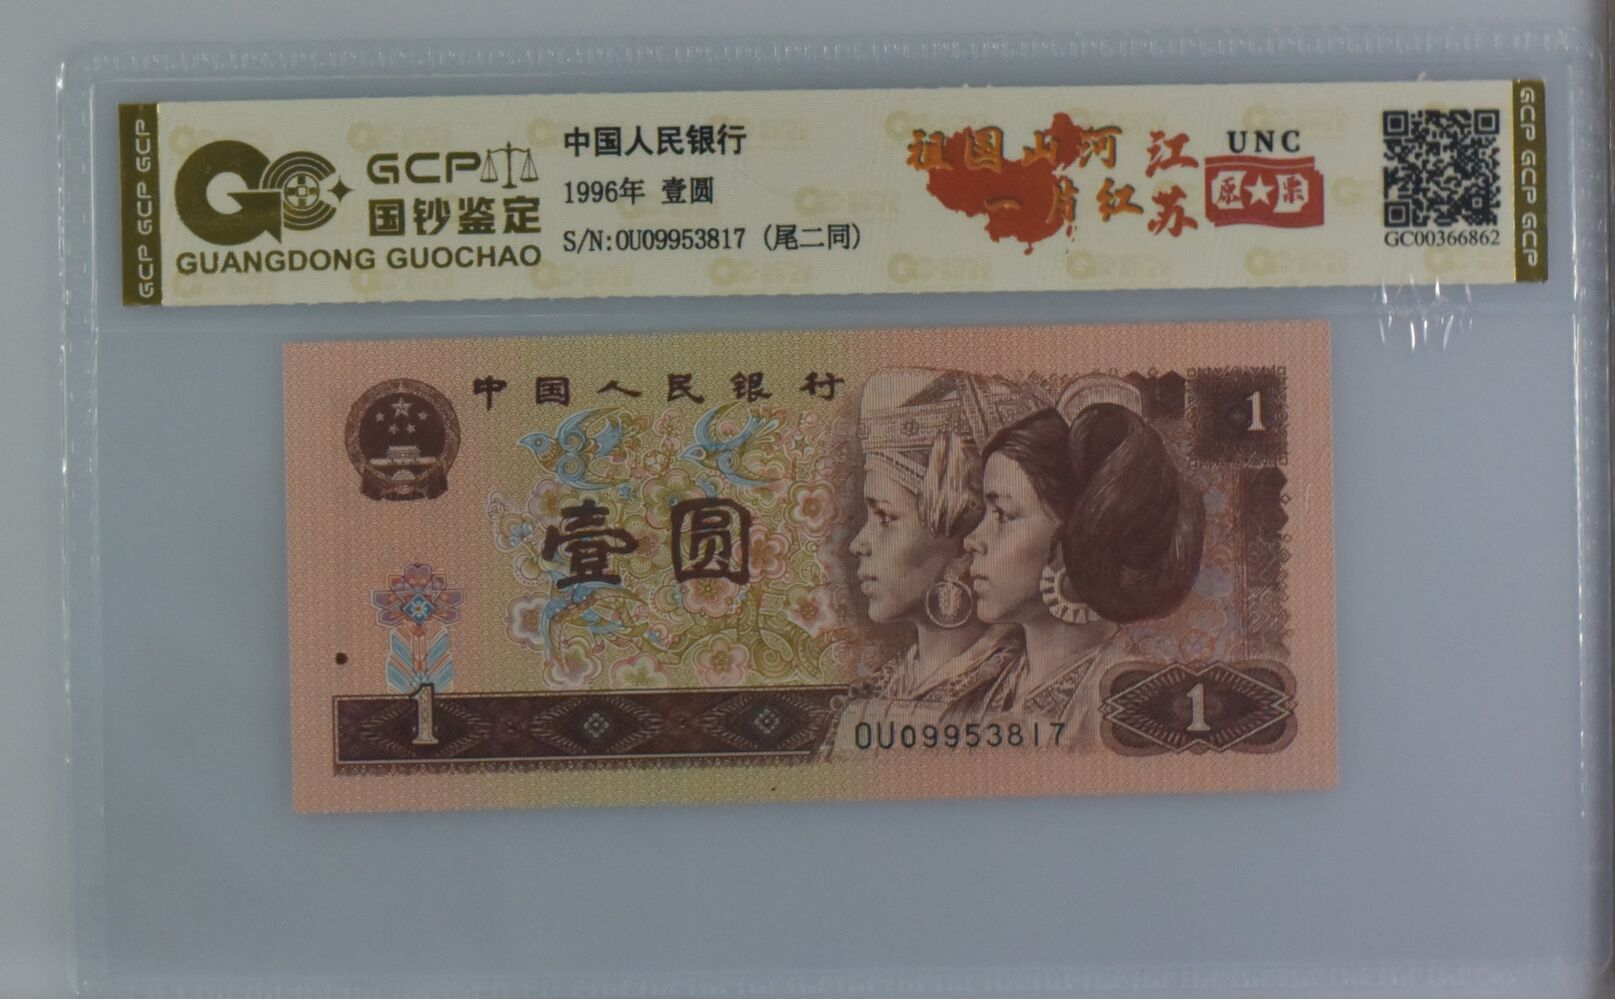 GCP GCP GCP
GCP
国钞鉴定
GUANGDONG GUOCHAO
中国人民银行
1996年 壹圆
S/N:OU09953817 (尾二同)
祖国山河
一片红
江苏
UNC
原★票
GC00366862
GCP GCP GCP
中国人民银行
1
壹圆
1
OU09953817
1